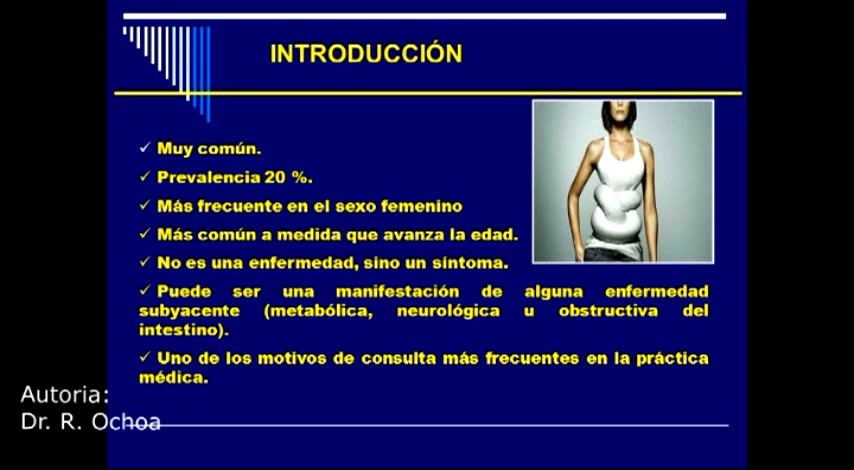 INTRODUCCIÓN
Muy común.
Prevalencia 20 %.
Más frecuente en el sexo femenino
Más común a medida que avanza la edad.
No es una enfermedad, sino un síntoma.
Puede ser una manifestación de alguna enfermedad
subyacente (metabólica, neurológica u obstructiva del
intestino).
Uno de los motivos de consulta más frecuentes en la práctica
médica.
Autoria:
Dr. R. Ochoa